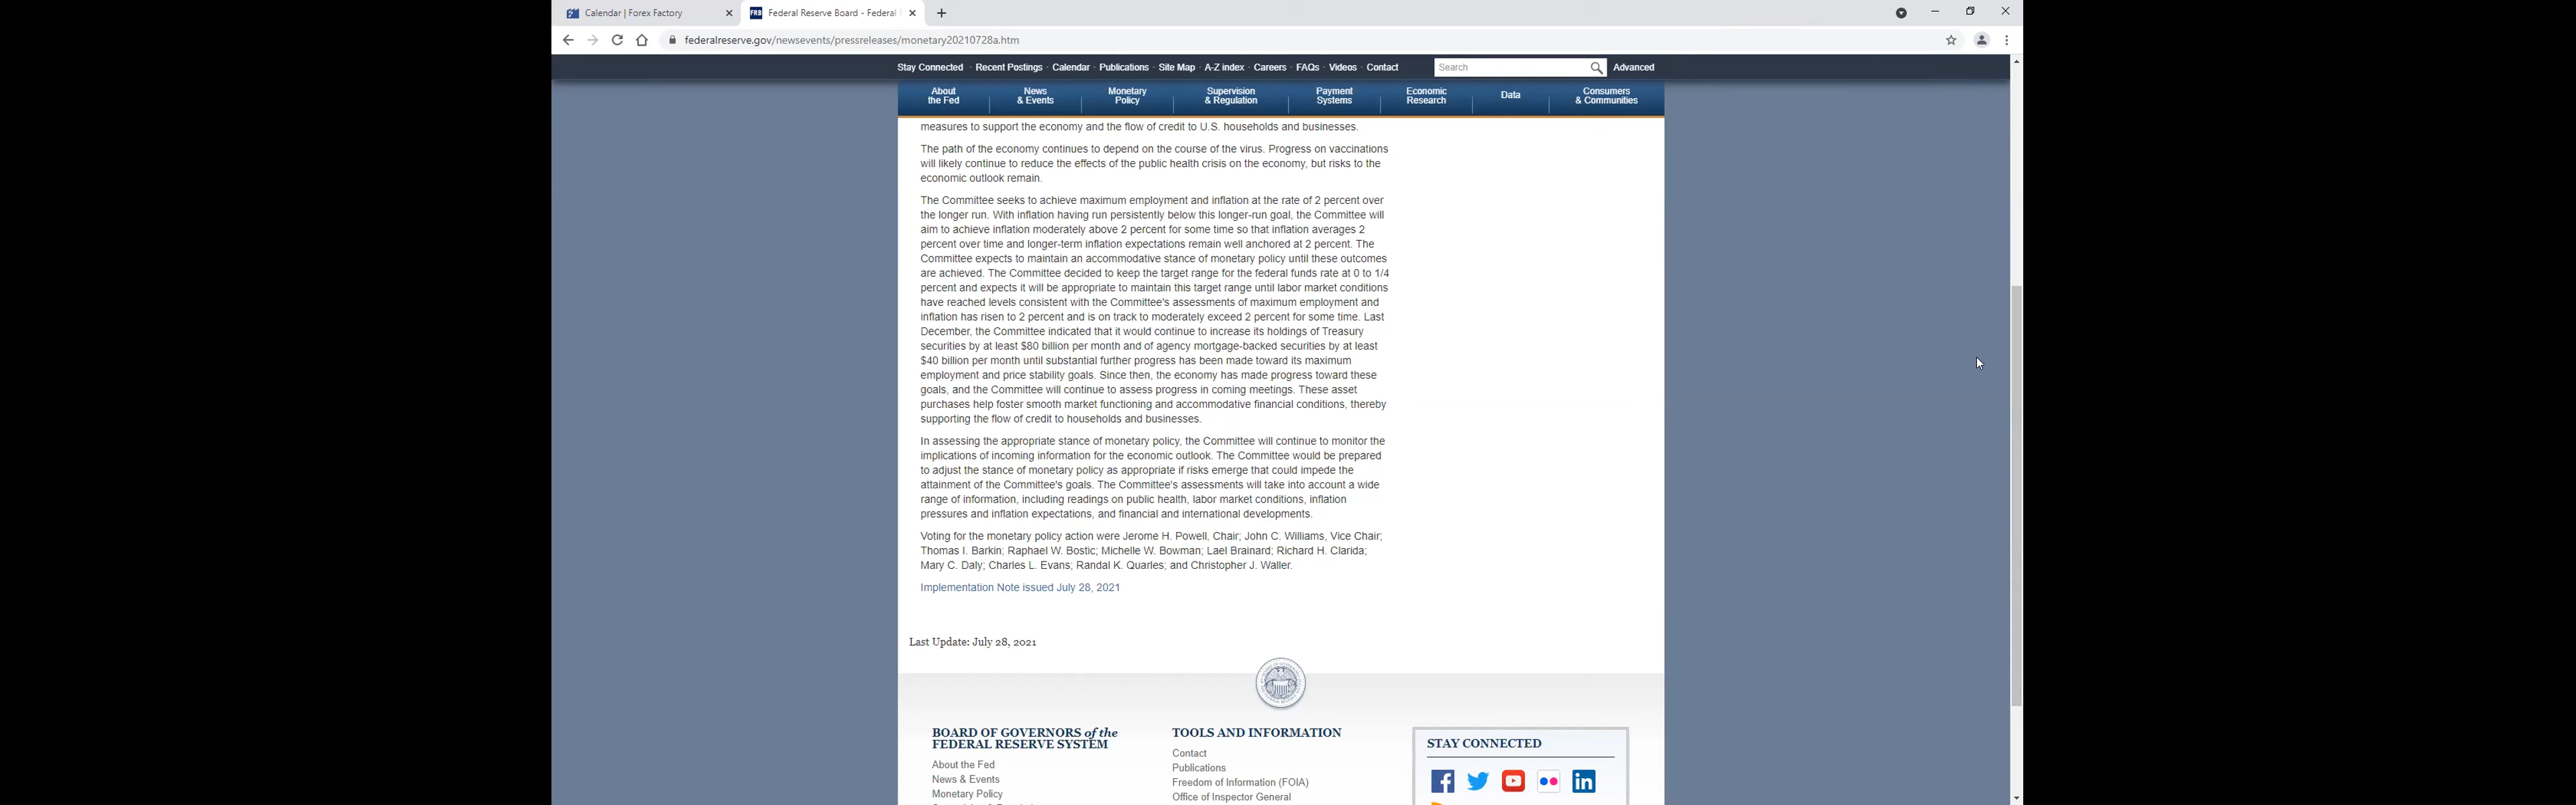 Calendar | Forex Factory
Federal Reserve Board - Federal
federalreserve.gov/newsevents/pressreleases/monetary20210728a.htm
Stay Connected Recent Postings Calendar Publications Site Map A-Z index Careers FAQs Videos Contact Search Advanced
About the Fed
News & Events
Monetary Policy
Supervision & Regulation
Payment Systems
Economic Research
Data
Consumers & Communities
measures to support the economy and the flow of credit to U.S. households and businesses.
The path of the economy continues to depend on the course of the virus. Progress on vaccinations
will likely continue to reduce the effects of the public health crisis on the economy, but risks to the
economic outlook remain.
The Committee seeks to achieve maximum employment and inflation at the rate of 2 percent over
the longer run. With inflation having run persistently below this longer-run goal, the Committee will
aim to achieve inflation moderately above 2 percent for some time so that inflation averages 2
percent over time and longer-term inflation expectations remain well anchored at 2 percent. The
Committee expects to maintain an accommodative stance of monetary policy until these outcomes
are achieved. The Committee decided to keep the target range for the federal funds rate at 0 to 1/4
percent and expects it will be appropriate to maintain this target range until labor market conditions
have reached levels consistent with the Committee's assessments of maximum employment and
inflation has risen to 2 percent and is on track to moderately exceed 2 percent for some time. Last
December, the Committee indicated that it would continue to increase its holdings of Treasury
securities by at least $80 billion per month and of agency mortgage-backed securities by at least
$40 billion per month until substantial further progress has been made toward its maximum
employment and price stability goals. Since then, the economy has made progress toward these
goals, and the Committee will continue to assess progress in coming meetings. These asset
purchases help foster smooth market functioning and accommodative financial conditions, thereby
supporting the flow of credit to households and businesses.
In assessing the appropriate stance of monetary policy, the Committee will continue to monitor the
implications of incoming information for the economic outlook. The Committee would be prepared
to adjust the stance of monetary policy as appropriate if risks emerge that could impede the
attainment of the Committee's goals. The Committee's assessments will take into account a wide
range of information, including readings on public health, labor market conditions, inflation
pressures and inflation expectations, and financial and international developments.
Voting for the monetary policy action were Jerome H. Powell, Chair; John C. Williams, Vice Chair;
Thomas I. Barkin; Raphael W. Bostic; Michelle W. Bowman; Lael Brainard; Richard H. Clarida;
Mary C. Daly; Charles L. Evans; Randal K. Quarles; and Christopher J. Waller.
Implementation Note issued July 28, 2021
Last Update: July 28, 2021
BOARD OF GOVERNORS of the
FEDERAL RESERVE SYSTEM
About the Fed
News & Events
Monetary Policy
TOOLS AND INFORMATION
Contact
Publications
Freedom of Information (FOIA)
Office of Inspector General
STAY CONNECTED